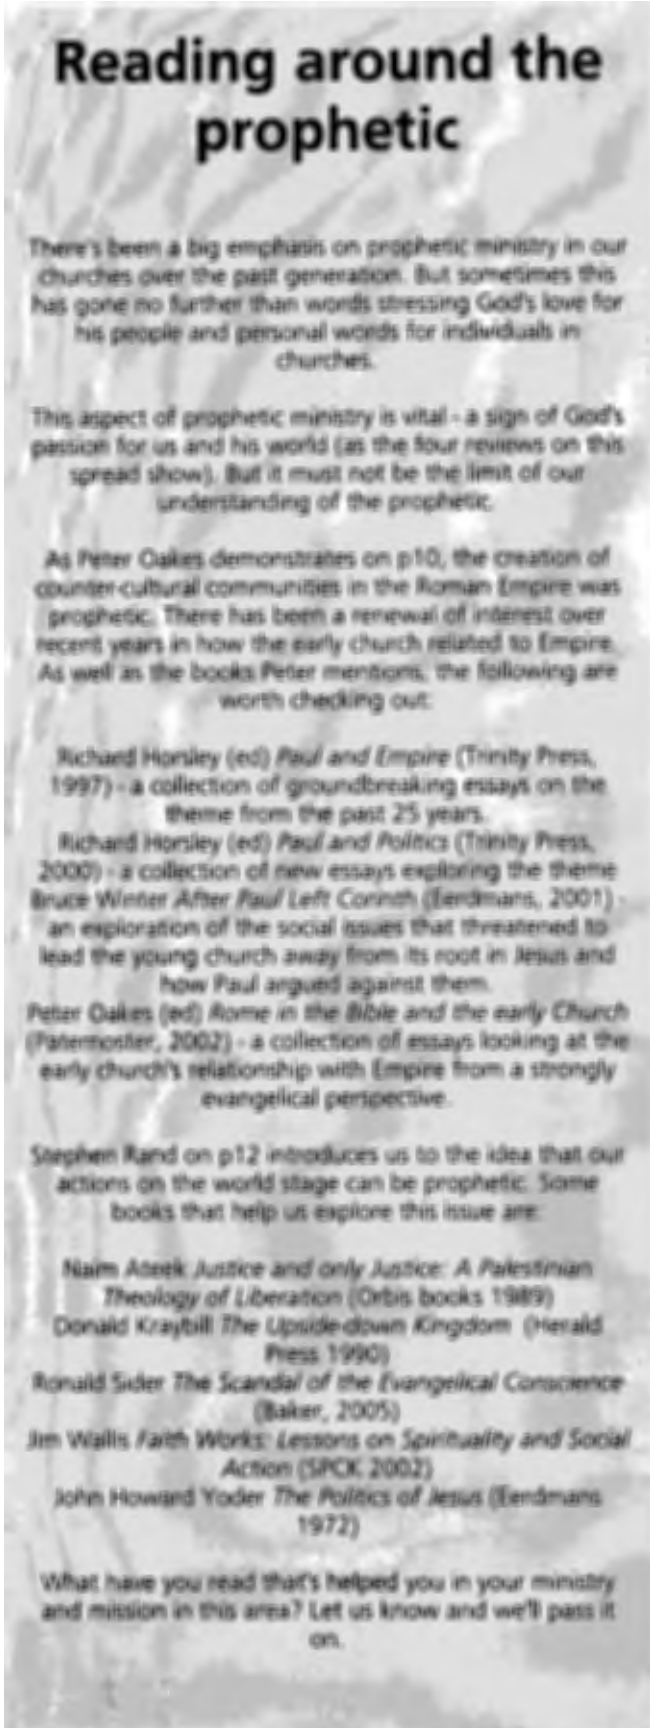 Reading around the
prophetic
There's been a big emphasis on prophetic ministry in our
churches over the past generation. But sometimes this
has gone no further than words stressing God's love for
his people and personal words for individuals in
churches.
This aspect of prophetic ministry is vital - a sign of God's
passion for us and his world (as the four reviews on this
spread show). But it must not be the limit of our
understanding of the prophetic.
As Peter Oakes demonstrates on p10, the creation of
counter-cultural communities in the Roman Empire was
prophetic. There has been a renewal of interest over
recent years in how the early church related to Empire.
As well as the books Peter mentions, the following are
worth checking out:
Richard Horsley (ed) Paul and Empire (Trinity Press,
1997) - a collection of groundbreaking essays on the
theme from the past 25 years.
Richard Horsley (ed) Paul and Politics (Trinity Press,
2000) - a collection of new essays exploring the theme
Bruce Winter After Paul Left Corinth (Eerdmans, 2001) -
an exploration of the social issues that threatened to
lead the young church away from its root in Jesus and
how Paul argued against them.
Peter Oakes (ed) Rome in the Bible and the early Church
(Paternoster, 2002) - a collection of essays looking at the
early church's relationship with Empire from a strongly
evangelical perspective.
Stephen Rand on p12 introduces us to the idea that our
actions on the world stage can be prophetic. Some
books that help us explore this issue are:
Naim Ateek Justice and only Justice: A Palestinian
Theology of Liberation (Orbis books 1989)
Donald Kraybill The Upside-down Kingdom (Herald
Press 1990)
Ronald Sider The Scandal of the Evangelical Conscience
(Baker, 2005)
Jim Wallis Faith Works: Lessons on Spirituality and Social
Action (SPCK 2002)
John Howard Yoder The Politics of Jesus (Eerdmans
1972)
What have you read that's helped you in your ministry
and mission in this area? Let us know and we'll pass it
on.